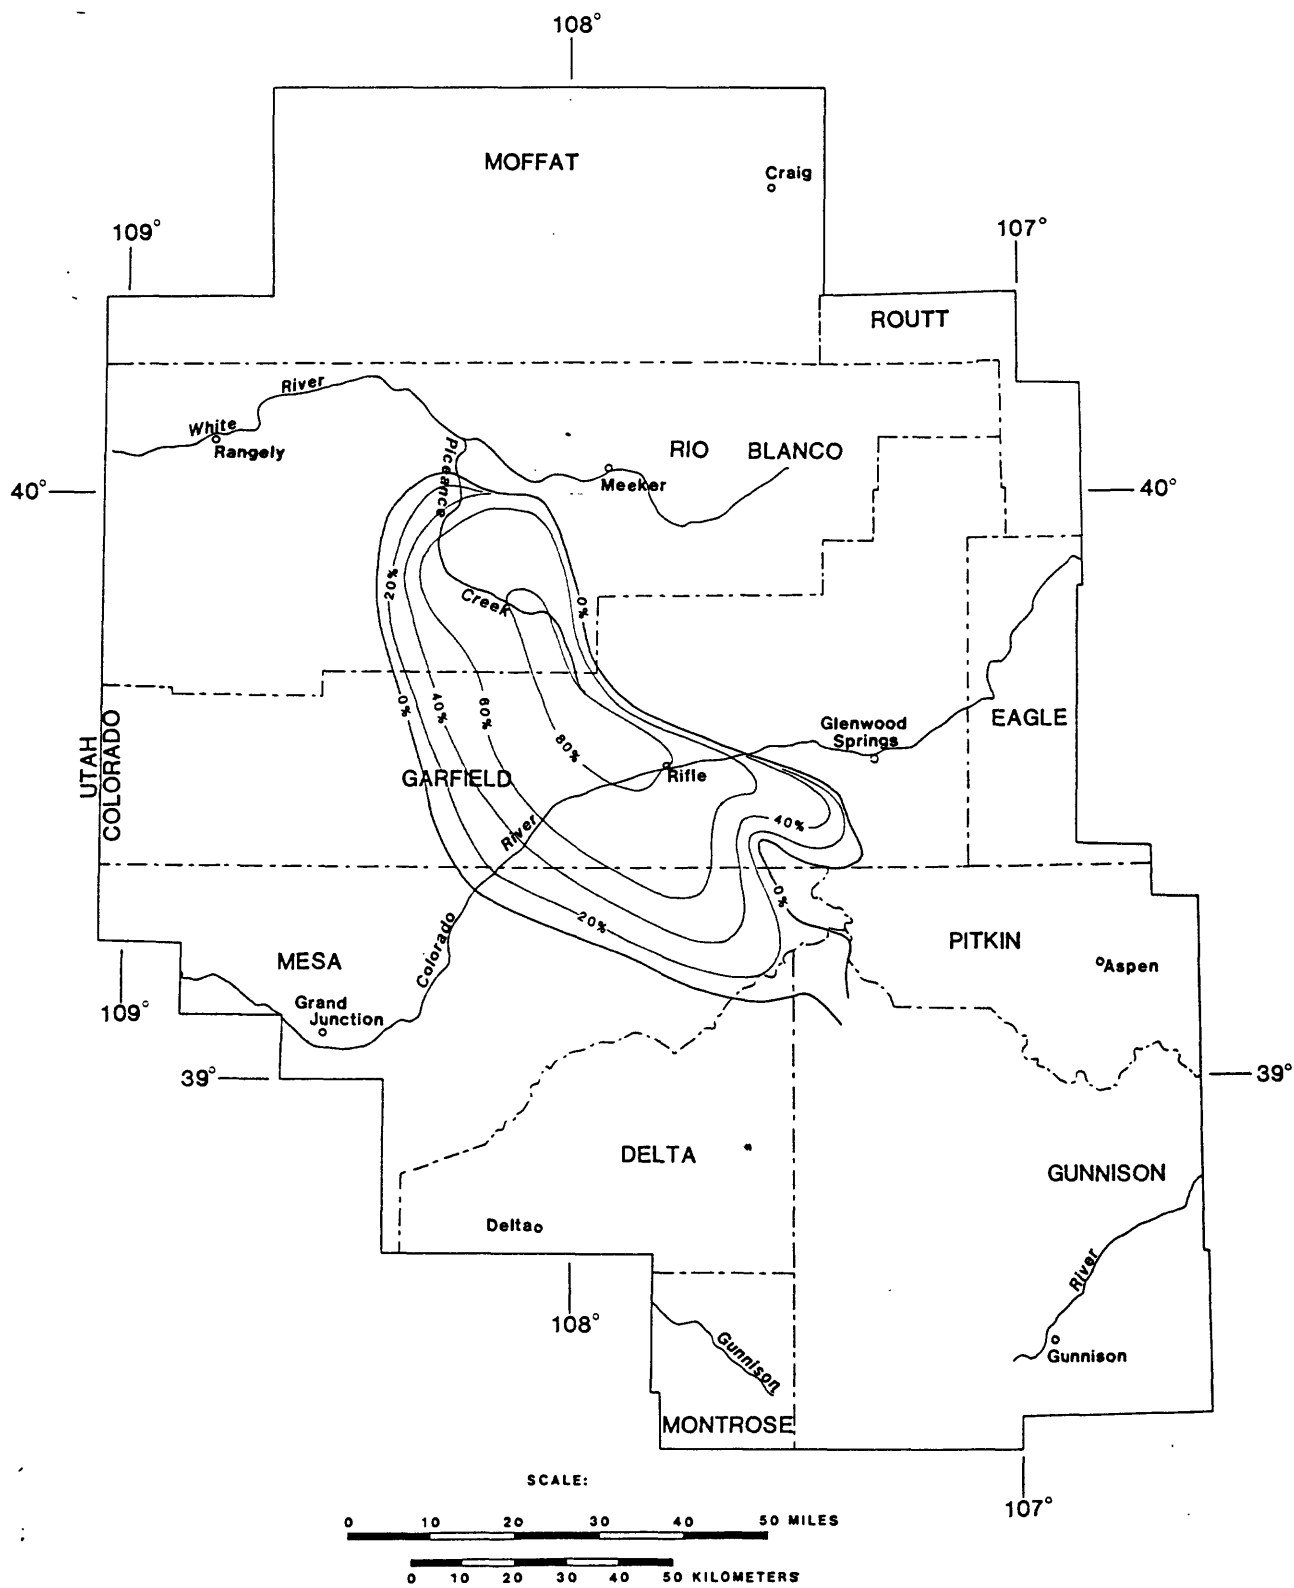 108°
MOFFAT
Craig
109°
107°
ROUTT
River
White
Rangely
Piceance
RIO BLANCO
Meeker
40°
40°
20%
Creek
0%
0%
40%
60%
80%
UTAH
COLORADO
GARFIELD
Rifle
Glenwood
Springs
EAGLE
River
40%
0%
20%
Colorado
MESA
PITKIN
Aspen
109°
Grand
Junction
39°
39°
DELTA
GUNNISON
Delta
River
108°
Gunnison
Gunnison
MONTROSE
107°
SCALE:
0 10 20 30 40 50 MILES
0 10 20 30 40 50 KILOMETERS